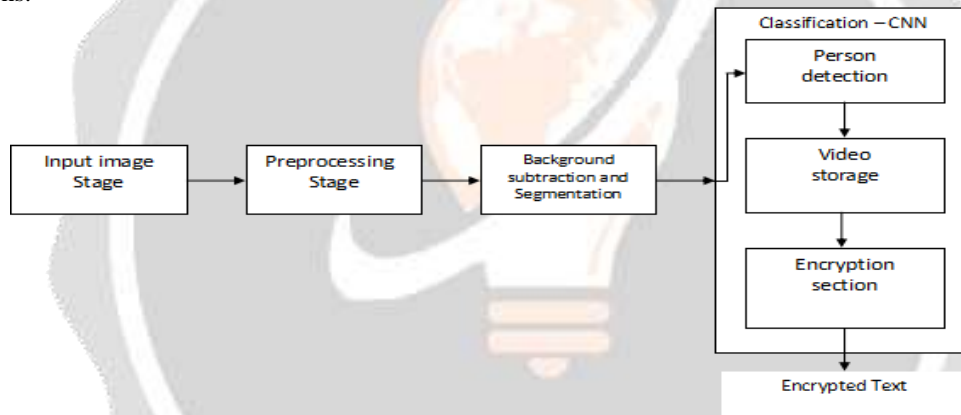 Classification – CNN
Person
detection
Input image
Stage
Preprocessing
Stage
Background
subtraction and
Segmentation
Video
storage
Encryption
section
Encrypted Text